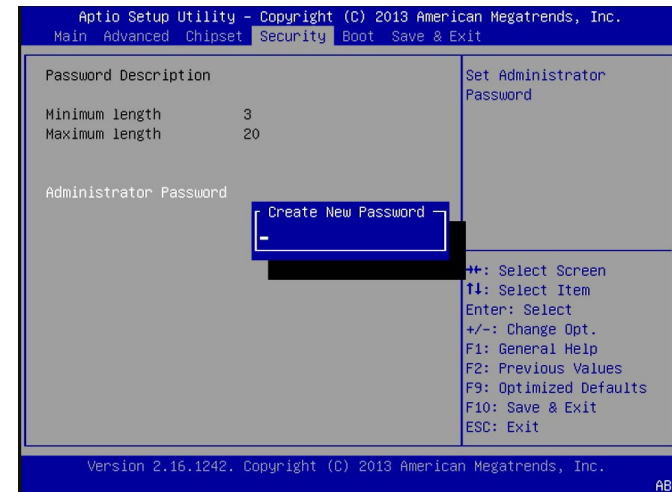 Aptio Setup Utility - Copyright (C) 2013 American Megatrends, Inc.
Main Advanced Chipset Security Boot Save & Exit
Password Description
Minimum length 3
Maximum length 20
Administrator Password
Create New Password
Set Administrator
Password
→←: Select Screen
↑↓: Select Item
Enter: Select
+/-: Change Opt.
F1: General Help
F2: Previous Values
F9: Optimized Defaults
F10: Save & Exit
ESC: Exit
Version 2.16.1242. Copyright (C) 2013 American Megatrends, Inc.
AB